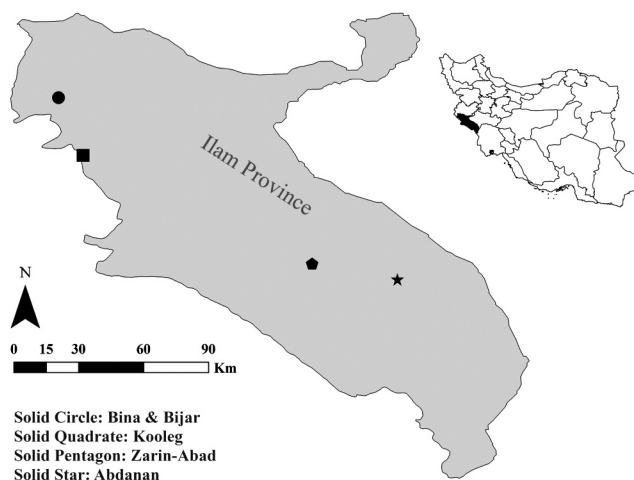 Ilam Province
N
0 15 30 60 90
Km
Solid Circle: Bina & Bijar
Solid Quadrate: Kooleg
Solid Pentagon: Zarin-Abad
Solid Star: Abdanan